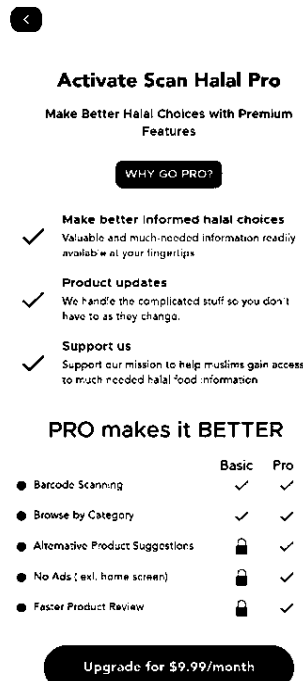 Activate Scan Halal Pro
Make Better Halal Choices with Premium
Features
WHY GO PRO?
Make better informed halal choices
Valuable and much-needed information readily
available at your fingertips
Product updates
We handle the complicated stuff so you don't
have to as they change.
Support us
Support our mission to help muslims gain access
to much needed halal food information
PRO makes it BETTER
Basic Pro
Barcode Scanning
Browse by Category
Alternative Product Suggestions
No Ads ( exl. home screen)
Faster Product Review
Upgrade for $9.99/month